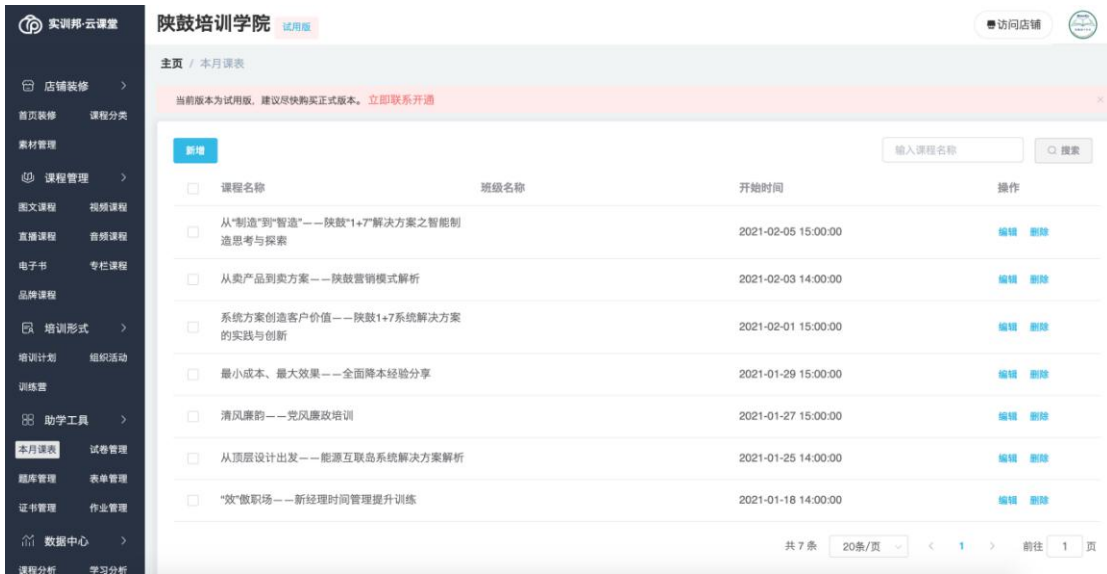 实训邦·云课堂
陕鼓培训学院 试用版
访问店铺
主页 / 本月课表
当前版本为试用版，建议尽快购买正式版本。立即联系开通
店铺装修
首页装修 课程分类
素材管理
课程管理
图文课程 视频课程
直播课程 音频课程
电子书 专栏课程
品牌课程
培训形式
培训计划 组织活动
训练营
助学工具
本月课表 试卷管理
题库管理 表单管理
证书管理 作业管理
数据中心
课程分析 学习分析
新增
输入课程名称 搜索
课程名称 班级名称 开始时间 操作
从“制造”到“智造”——陕鼓“1+7”解决方案之智能制
造思考与探索
2021-02-05 15:00:00 编辑 删除
从卖产品到卖方案——陕鼓营销模式解析 2021-02-03 14:00:00 编辑 删除
系统方案创造客户价值——陕鼓1+7系统解决方案
的实践与创新
2021-02-01 15:00:00 编辑 删除
最小成本、最大效果——全面降本经验分享 2021-01-29 15:00:00 编辑 删除
清风廉韵——党风廉政培训 2021-01-27 15:00:00 编辑 删除
从顶层设计出发——能源互联岛系统解决方案解析 2021-01-25 14:00:00 编辑 删除
“效”傲职场——新经理时间管理提升训练 2021-01-18 14:00:00 编辑 删除
共 7 条 20条/页 1 前往 1 页